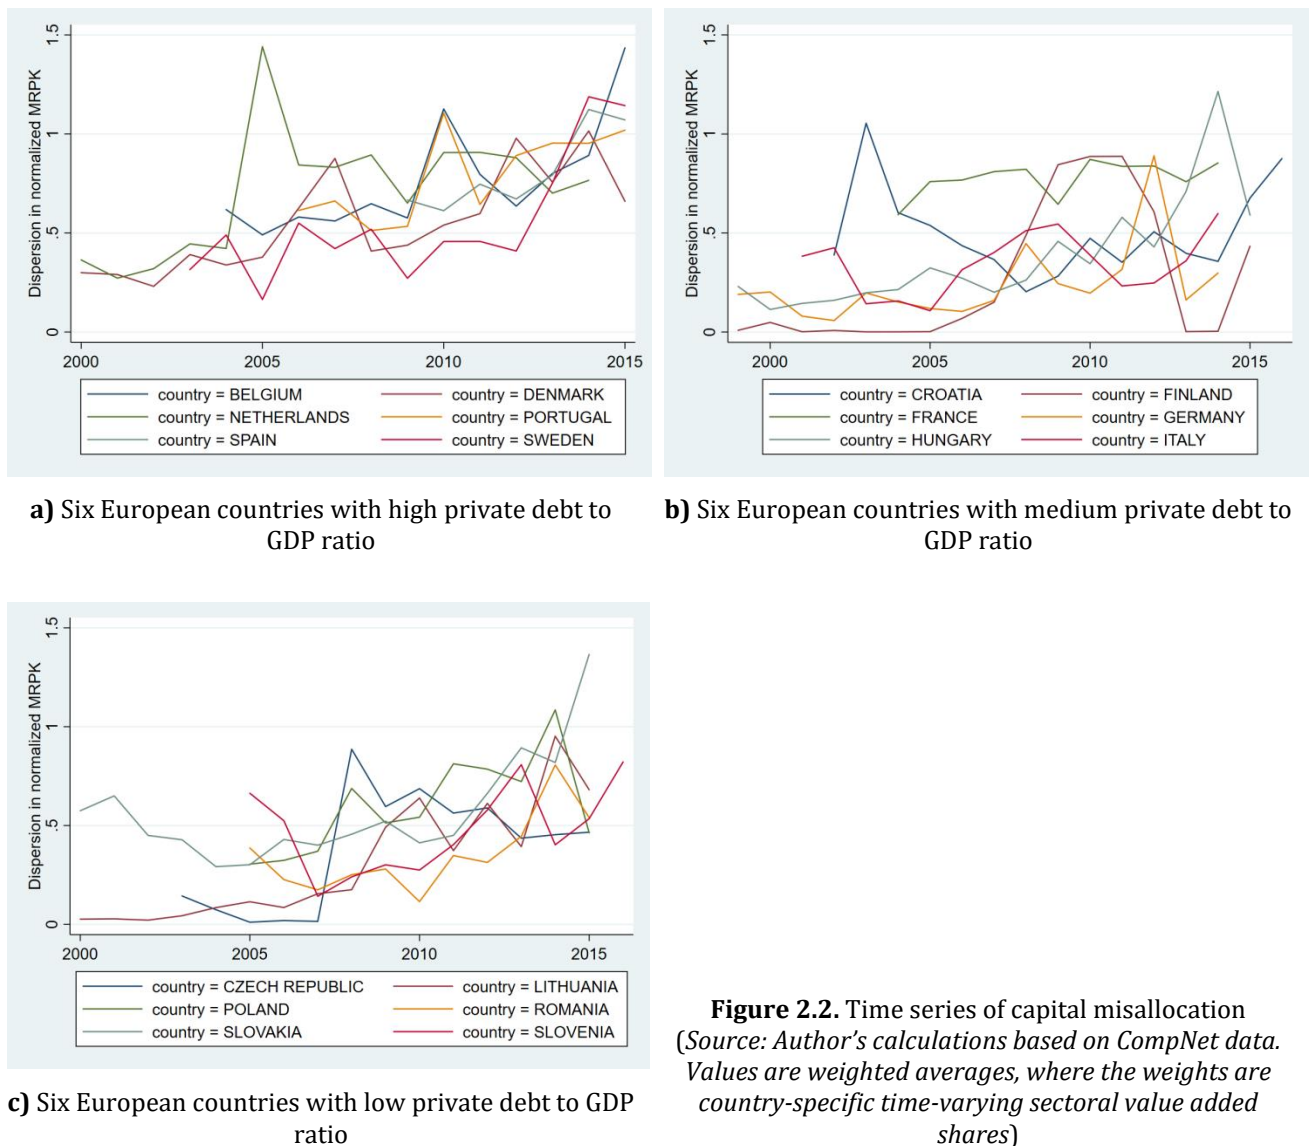 Dispersion in normalized MRPK
1.5
1
.5
0
2000
2005
2010
2015
country = BELGIUM
country = DENMARK
country = NETHERLANDS
country = PORTUGAL
country = SPAIN
country = SWEDEN
a) Six European countries with high private debt to
GDP ratio
Dispersion in normalized MRPK
1.5
1
.5
0
2000
2005
2010
2015
country = CROATIA
country = FINLAND
country = FRANCE
country = GERMANY
country = HUNGARY
country = ITALY
b) Six European countries with medium private debt to
GDP ratio
Dispersion in normalized MRPK
1.5
1
.5
0
2000
2005
2010
2015
country = CZECH REPUBLIC
country = LITHUANIA
country = POLAND
country = ROMANIA
country = SLOVAKIA
country = SLOVENIA
c) Six European countries with low private debt to GDP
ratio
Figure 2.2. Time series of capital misallocation
(Source: Author's calculations based on CompNet data.
Values are weighted averages, where the weights are
country-specific time-varying sectoral value added
shares)